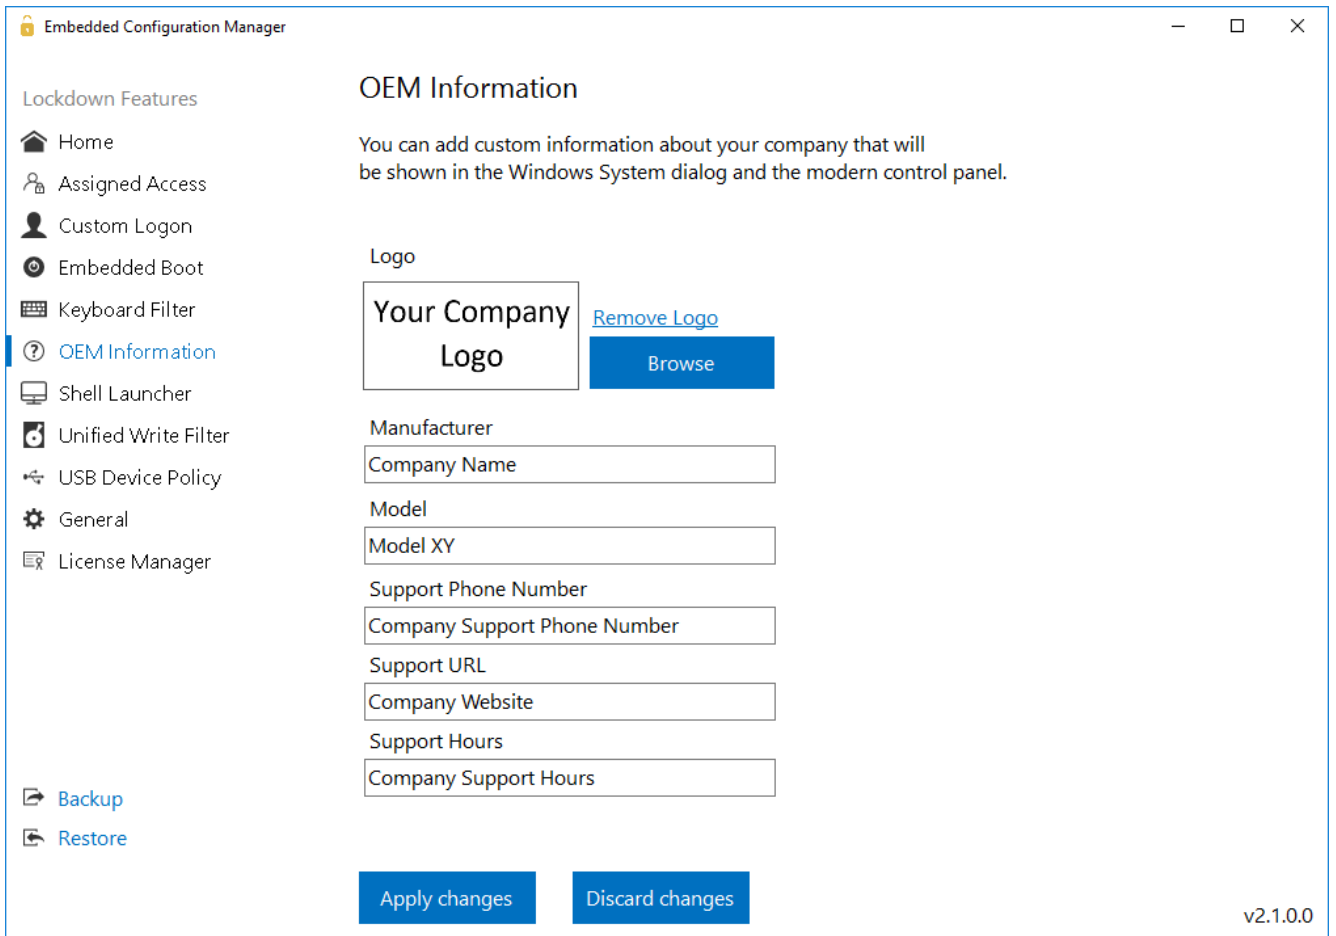 Embedded Configuration Manager
Lockdown Features
Home
Assigned Access
Custom Logon
Embedded Boot
Keyboard Filter
OEM Information
Shell Launcher
Unified Write Filter
USB Device Policy
General
License Manager
Backup
Restore
OEM Information
You can add custom information about your company that will
be shown in the Windows System dialog and the modern control panel.
Logo
Your Company
Logo
Remove Logo
Browse
Manufacturer
Company Name
Model
Model XY
Support Phone Number
Company Support Phone Number
Support URL
Company Website
Support Hours
Company Support Hours
Apply changes
Discard changes
v2.1.0.0